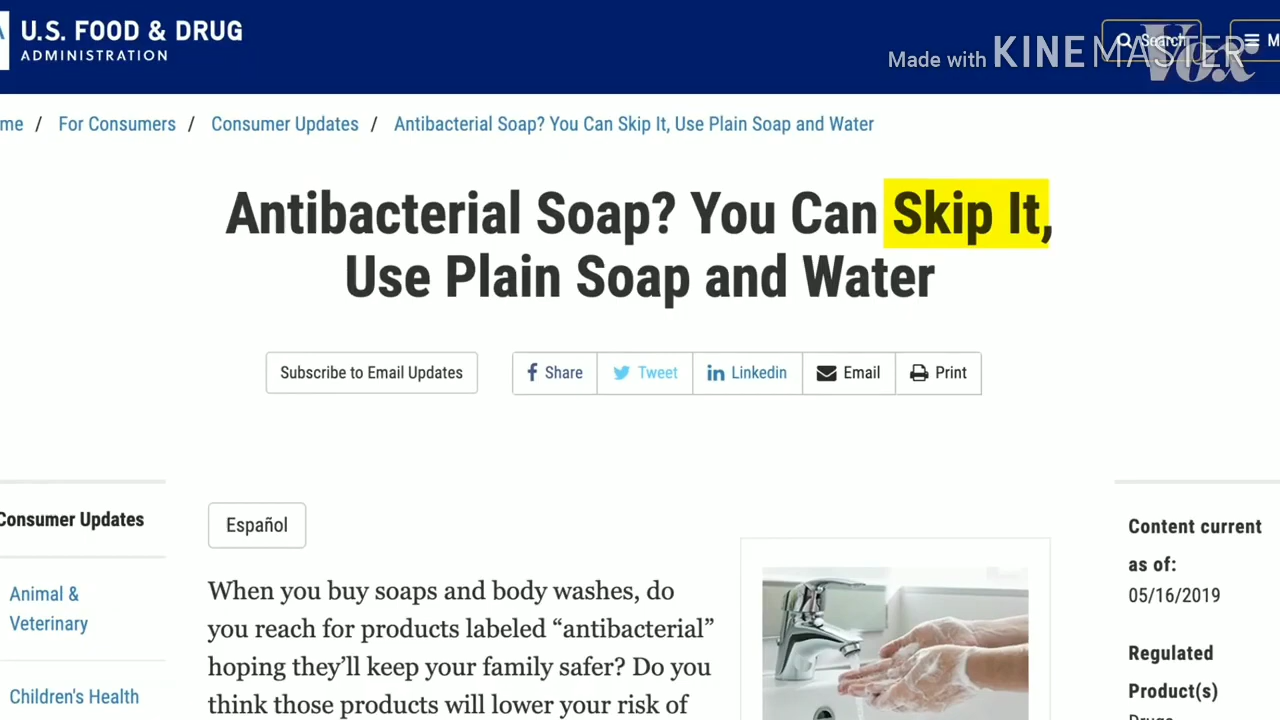 U.S. FOOD & DRUG
ADMINISTRATION
Made with KINEMASTER
Search
Vox
me / For Consumers / Consumer Updates / Antibacterial Soap? You Can Skip It, Use Plain Soap and Water
Antibacterial Soap? You Can Skip It,
Use Plain Soap and Water
Subscribe to Email Updates
Share
Tweet
Linkedin
Email
Print
Consumer Updates
Animal &
Veterinary
Children's Health
Español
When you buy soaps and body washes, do
you reach for products labeled “antibacterial”
hoping they’ll keep your family safer? Do you
think those products will lower your risk of
Content current
as of:
05/16/2019
Regulated
Product(s)